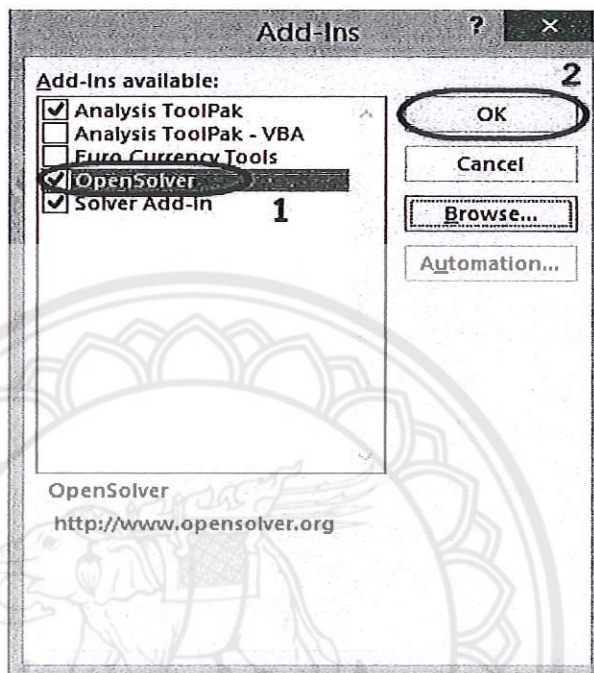 Add-Ins ? ×
Add-Ins available:
2
Analysis ToolPak
OK
Analysis ToolPak - VBA
Euro Currency Tools
Cancel
OpenSolver
Solver Add-in
1
Browse...
Automation...
OpenSolver
http://www.opensolver.org